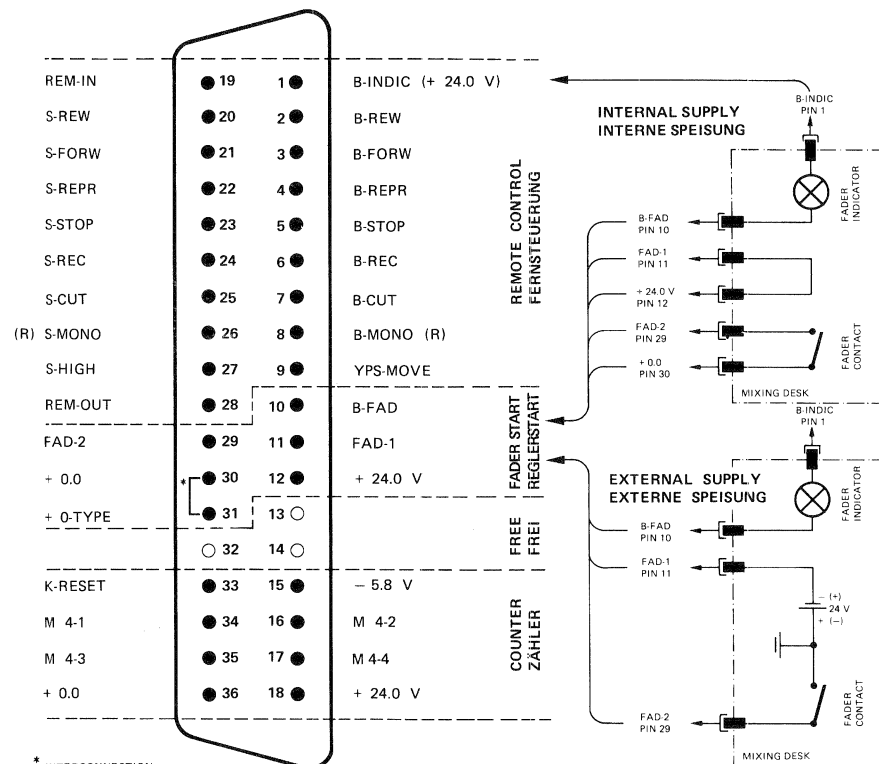 REM-IN 19 1 B-INDIC (+ 24.0 V)
S-REW 20 2 B-REW
S-FORW 21 3 B-FORW
S-REPR 22 4 B-REPR
S-STOP 23 5 B-STOP
S-REC 24 6 B-REC
S-CUT 25 7 B-CUT
(R) S-MONO 26 8 B-MONO (R)
S-HIGH 27 9 YPS-MOVE
REM-OUT 28 10 B-FAD
FAD-2 29 11 FAD-1
+ 0.0 * 30 12 + 24.0 V
+ 0-TYPE 31 13
32 14
K-RESET 33 15 – 5.8 V
M 4-1 34 16 M 4-2
M 4-3 35 17 M 4-4
+ 0.0 36 18 + 24.0 V
REMOTE CONTROL
FERNSTEUERUNG
FADER START
REGLERSTART
FREE
FREI
COUNTER
ZÄHLER
INTERNAL SUPPLY
INTERNE SPEISUNG
B-INDIC
PIN 1
FADER
INDICATOR
B-FAD
PIN 10
FAD-1
PIN 11
+ 24.0 V
PIN 12
FAD-2
PIN 29
+ 0.0
PIN 30
FADER
CONTACT
MIXING DESK
EXTERNAL SUPPLY
EXTERNE SPEISUNG
B-INDIC
PIN 1
FADER
INDICATOR
B-FAD
PIN 10
FAD-1
PIN 11
– (+)
24 V
+ (–)
FAD-2
PIN 29
FADER
CONTACT
MIXING DESK
*